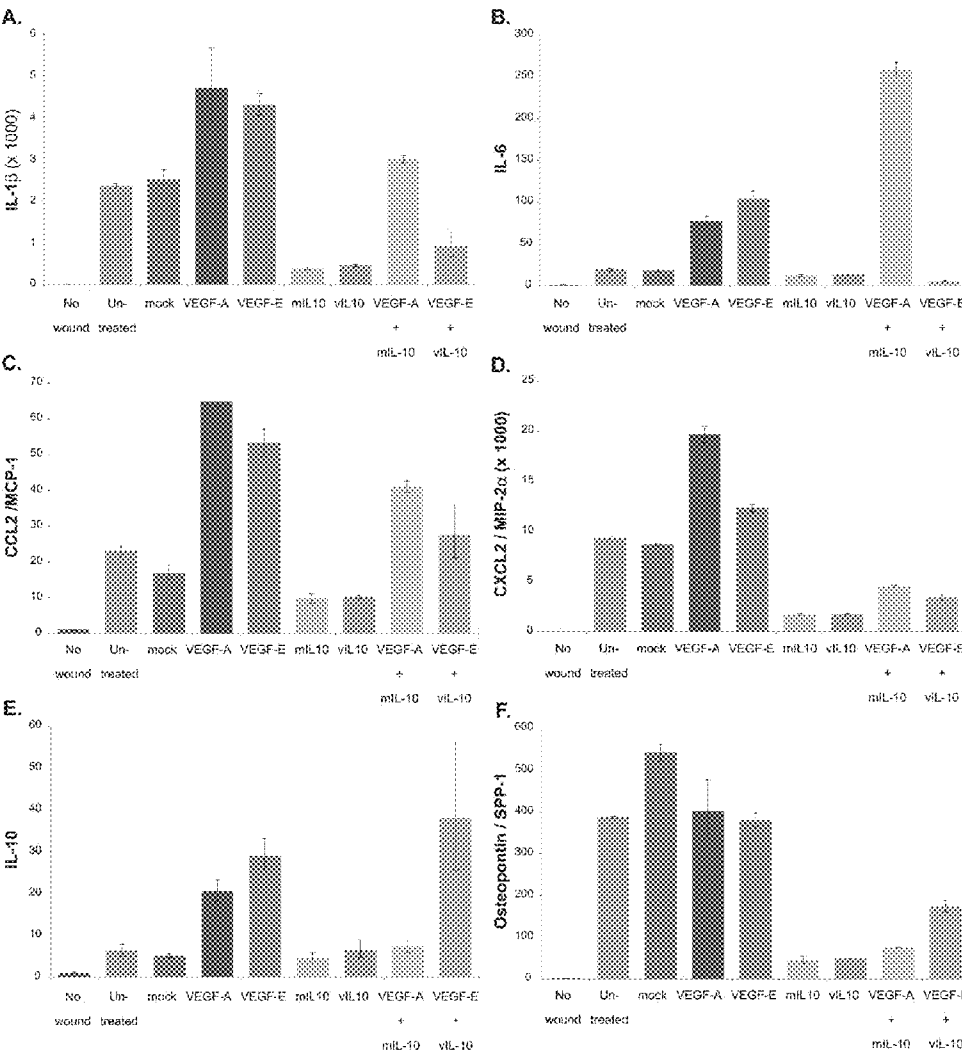 A.
IL-1β (x 1000)
6
5
4
3
2
1
0
No Un- mock VEGF-A VEGF-E mIL10 vIL10 VEGF-A VEGF-E
wound treated + +
mIL-10 vIL-10
B.
IL-6
300
250
200
150
100
50
0
No Un- mock VEGF-A VEGF-E mIL10 vIL10 VEGF-A VEGF-E
wound treated + +
mIL-10 vIL-10
C.
CCL2 /MCP-1
70
60
50
40
30
20
10
0
No Un- mock VEGF-A VEGF-E mIL10 vIL10 VEGF-A VEGF-E
wound treated + +
mIL-10 vIL-10
D.
CXCL2 / MIP-2α (x 1000)
25
20
15
10
5
0
No Un- mock VEGF-A VEGF-E mIL10 vIL10 VEGF-A VEGF-E
wound treated + +
mIL-10 vIL-10
E.
IL-10
60
50
40
30
20
10
0
No Un- mock VEGF-A VEGF-E mIL10 vIL10 VEGF-A VEGF-E
wound treated + +
mIL-10 vIL-10
F.
Osteopontin / SPP-1
600
500
400
300
200
100
0
No Un- mock VEGF-A VEGF-E mIL10 vIL10 VEGF-A VEGF-E
wound treated + +
mIL-10 vIL-10